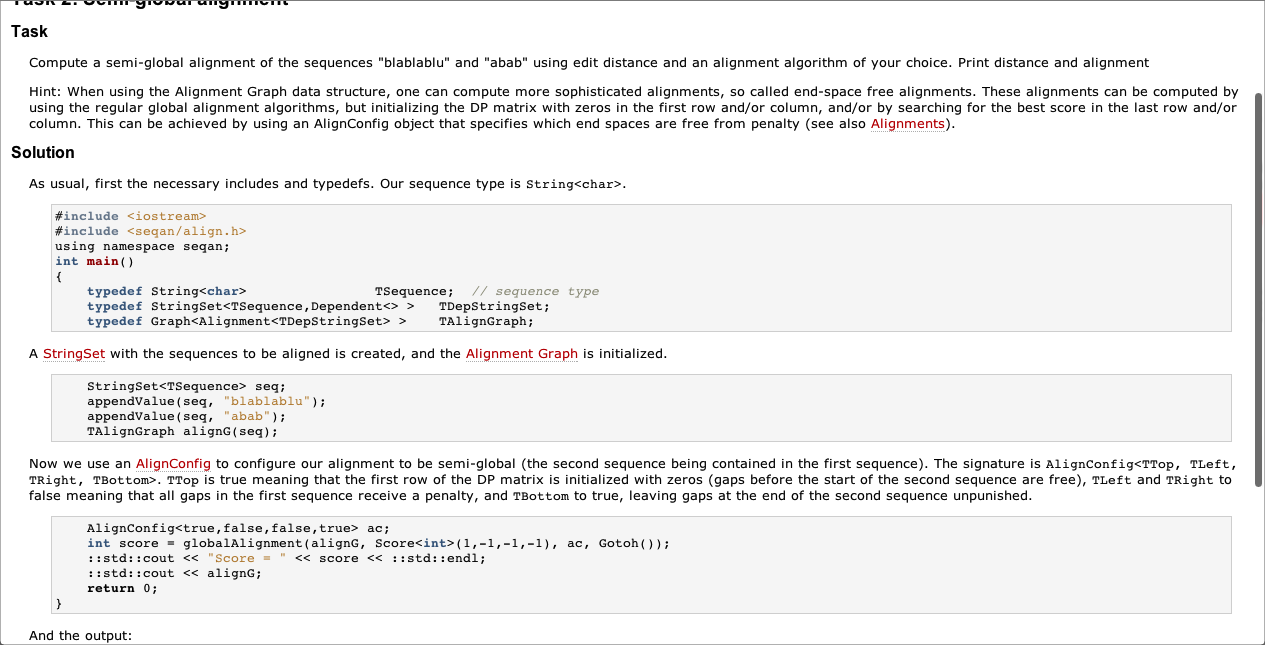 Task 2: Semi-global alignment
Task
Compute a semi-global alignment of the sequences "blablablu" and "abab" using edit distance and an alignment algorithm of your choice. Print distance and alignment
Hint: When using the Alignment Graph data structure, one can compute more sophisticated alignments, so called end-space free alignments. These alignments can be computed by
using the regular global alignment algorithms, but initializing the DP matrix with zeros in the first row and/or column, and/or by searching for the best score in the last row and/or
column. This can be achieved by using an AlignConfig object that specifies which end spaces are free from penalty (see also Alignments).
Solution
As usual, first the necessary includes and typedefs. Our sequence type is String<char>.
#include <iostream>
#include <seqan/align.h>
using namespace seqan;
int main()
{
    typedef String<char>                TSequence;  // sequence type
    typedef StringSet<TSequence,Dependent<> >   TDepStringSet;
    typedef Graph<Alignment<TDepStringSet> >    TAlignGraph;
A StringSet with the sequences to be aligned is created, and the Alignment Graph is initialized.
    StringSet<TSequence> seq;
    appendValue(seq, "blablablu");
    appendValue(seq, "abab");
    TAlignGraph alignG(seq);
Now we use an AlignConfig to configure our alignment to be semi-global (the second sequence being contained in the first sequence). The signature is AlignConfig<TTop, TLeft,
TRight, TBottom>. TTop is true meaning that the first row of the DP matrix is initialized with zeros (gaps before the start of the second sequence are free), TLeft and TRight to
false meaning that all gaps in the first sequence receive a penalty, and TBottom to true, leaving gaps at the end of the second sequence unpunished.
    AlignConfig<true,false,false,true> ac;
    int score = globalAlignment(alignG, Score<int>(1,-1,-1,-1), ac, Gotoh());
    ::std::cout << "Score = " << score << ::std::endl;
    ::std::cout << alignG;
    return 0;
}
And the output: